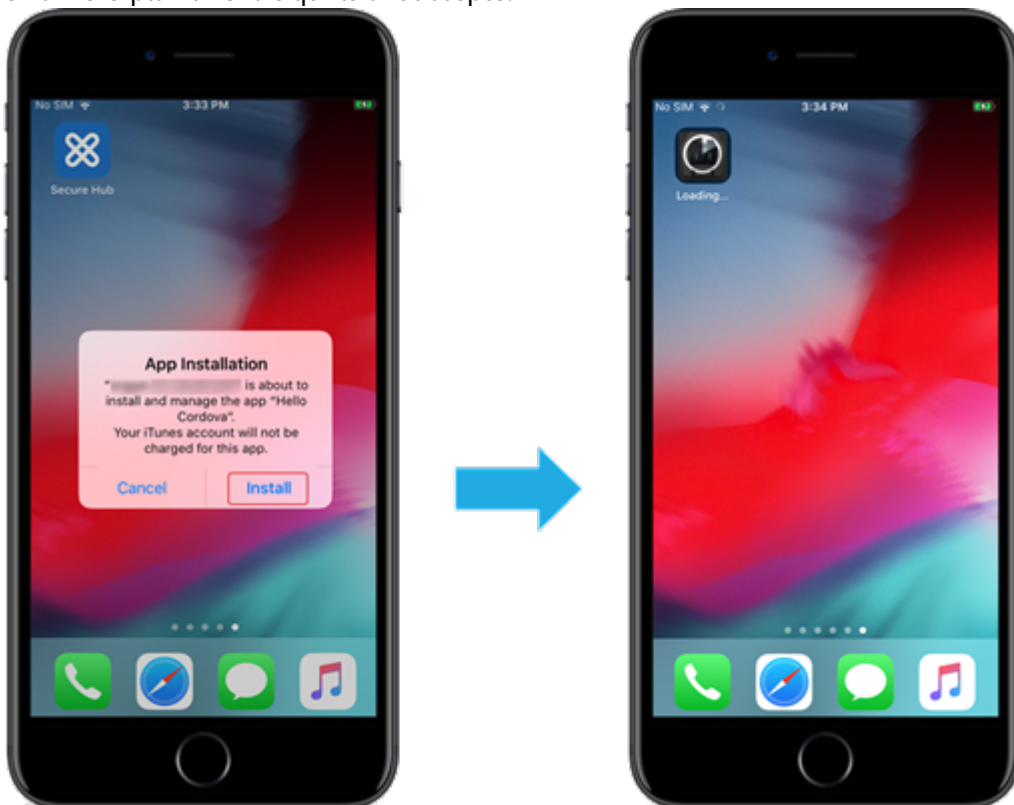 No SIM 3:33 PM
Secure Hub
App Installation
" " is about to
install and manage the app "Hello
Cordova".
Your iTunes account will not be
charged for this app.
Cancel Install
No SIM 3:34 PM
Loading...